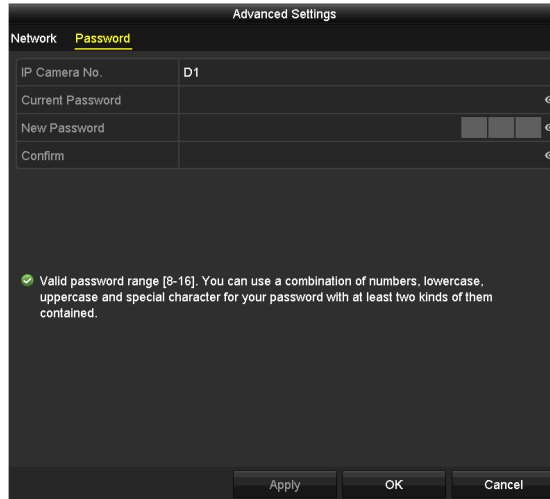 Advanced Settings
Network Password
IP Camera No. D1
Current Password
New Password
Confirm
Valid password range [8-16]. You can use a combination of numbers, lowercase,
uppercase and special character for your password with at least two kinds of them
contained.
Apply OK Cancel